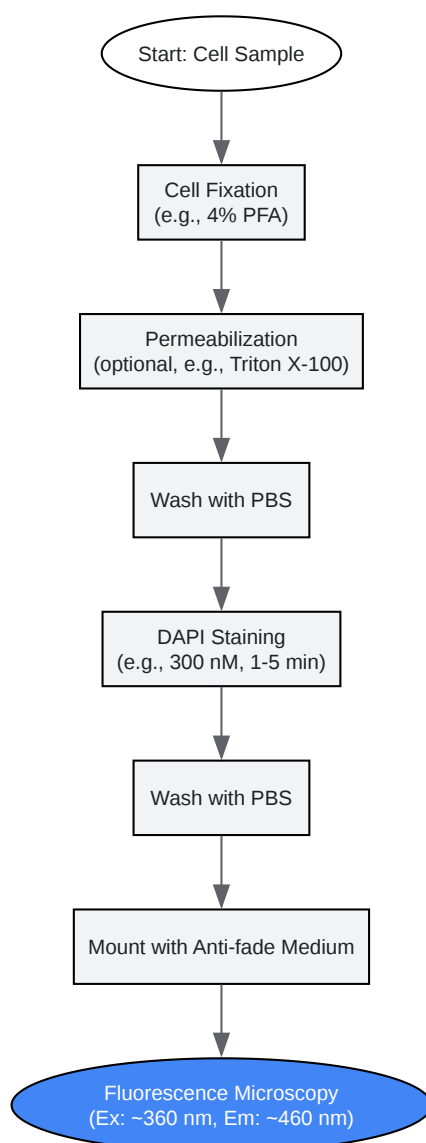 Start: Cell Sample
Cell Fixation
(e.g., 4% PFA)
Permeabilization
(optional, e.g., Triton X-100)
Wash with PBS
DAPI Staining
(e.g., 300 nM, 1-5 min)
Wash with PBS
Mount with Anti-fade Medium
Fluorescence Microscopy
(Ex: ~360 nm, Em: ~460 nm)